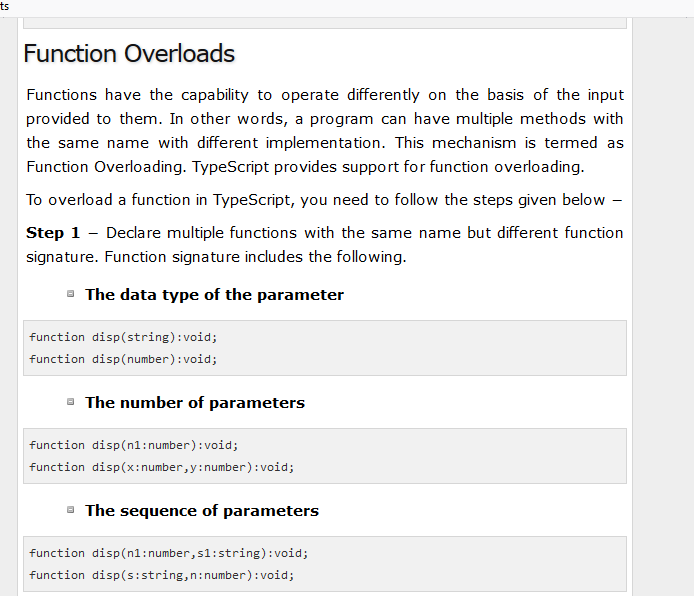 ts
Function Overloads
Functions have the capability to operate differently on the basis of the input
provided to them. In other words, a program can have multiple methods with
the same name with different implementation. This mechanism is termed as
Function Overloading. TypeScript provides support for function overloading.
To overload a function in TypeScript, you need to follow the steps given below −
Step 1 − Declare multiple functions with the same name but different function
signature. Function signature includes the following.
The data type of the parameter
function disp(string):void;
function disp(number):void;
The number of parameters
function disp(n1:number):void;
function disp(x:number,y:number):void;
The sequence of parameters
function disp(n1:number,s1:string):void;
function disp(s:string,n:number):void;